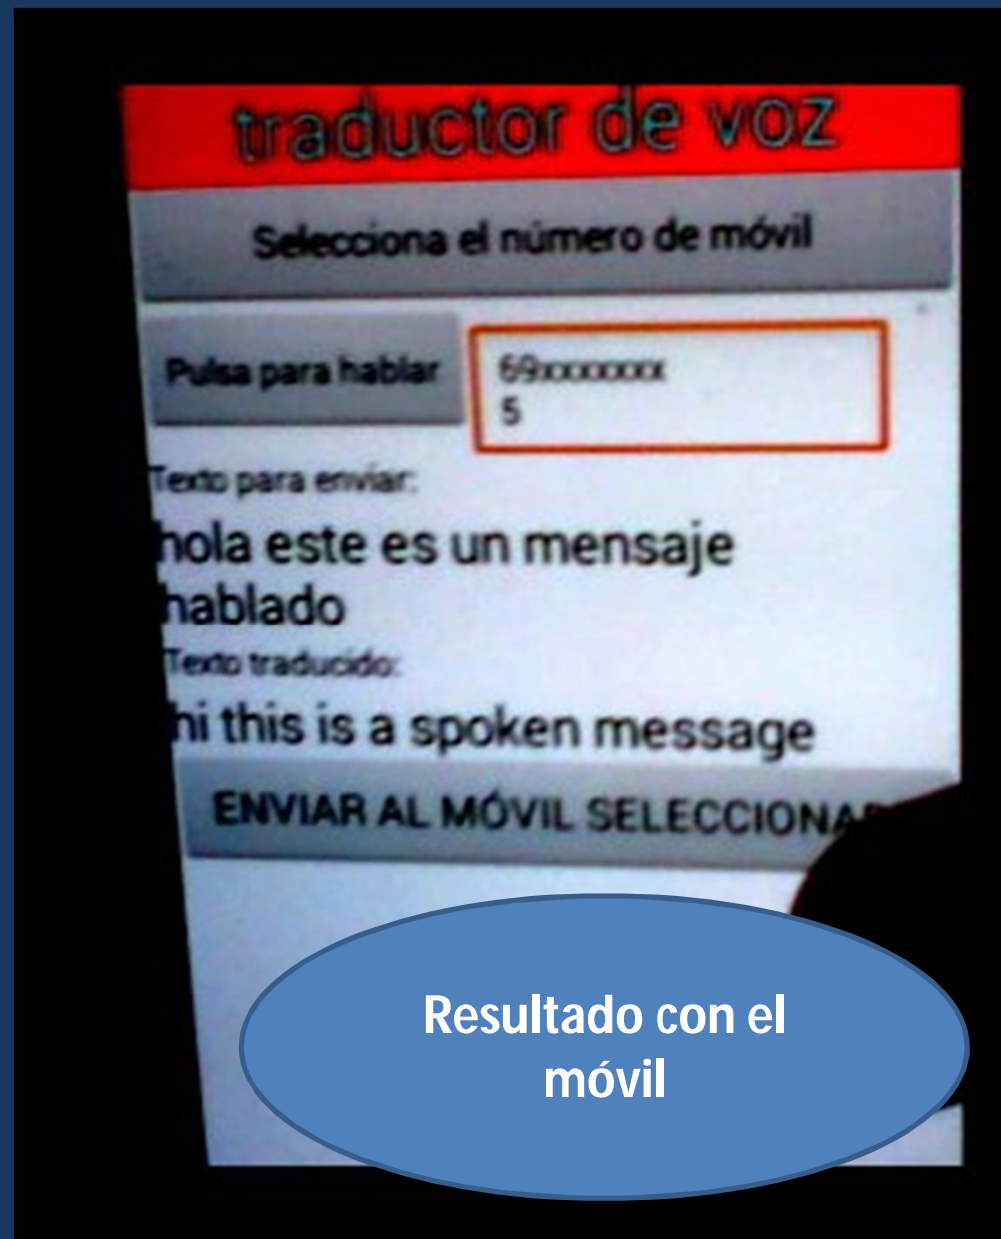 traductor de voz
Selecciona el número de móvil
Pulsa para hablar
69xxxxxxx
5
Texto para enviar:
hola este es un mensaje
hablado
Texto traducido:
hi this is a spoken message
ENVIAR AL MÓVIL SELECCIONA
Resultado con el
móvil